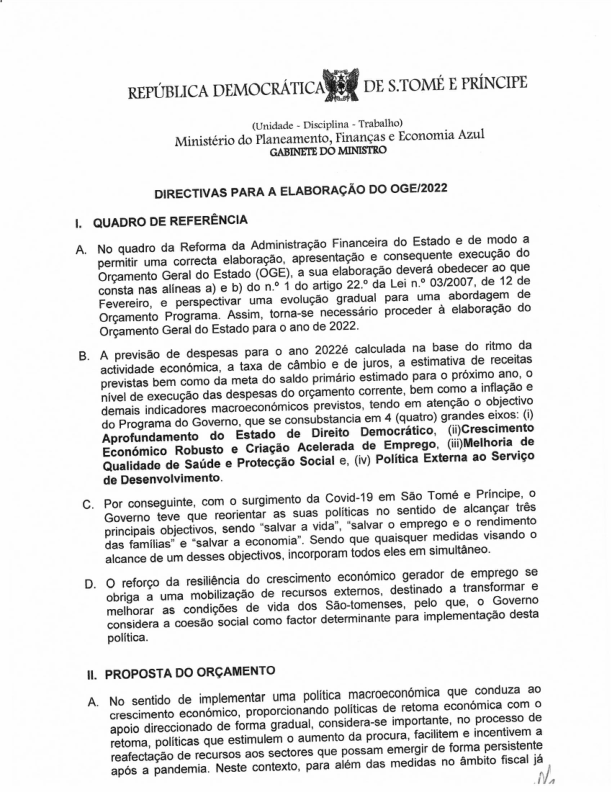 REPÚBLICA DEMOCRÁTICA DE S.TOMÉ E PRÍNCIPE
(Unidade - Disciplina - Trabalho)
Ministério do Planeamento, Finanças e Economia Azul
GABINETE DO MINISTRO
DIRECTIVAS PARA A ELABORAÇÃO DO OGE/2022
I. QUADRO DE REFERÊNCIA
A. No quadro da Reforma da Administração Financeira do Estado e de modo a
permitir uma correcta elaboração, apresentação e consequente execução do
Orçamento Geral do Estado (OGE), a sua elaboração deverá obedecer ao que
consta nas alíneas a) e b) do n.º 1 do artigo 22.º da Lei n.º 03/2007, de 12 de
Fevereiro, e perspectivar uma evolução gradual para uma abordagem de
Orçamento Programa. Assim, torna-se necessário proceder à elaboração do
Orçamento Geral do Estado para o ano de 2022.
B. A previsão de despesas para o ano 2022é calculada na base do ritmo da
actividade económica, a taxa de câmbio e de juros, a estimativa de receitas
previstas bem como da meta do saldo primário estimado para o próximo ano, o
nível de execução das despesas do orçamento corrente, bem como a inflação e
demais indicadores macroeconómicos previstos, tendo em atenção o objectivo
do Programa do Governo, que se consubstancia em 4 (quatro) grandes eixos: (i)
Aprofundamento do Estado de Direito Democrático, (ii)Crescimento
Económico Robusto e Criação Acelerada de Emprego, (iii)Melhoria de
Qualidade de Saúde e Protecção Social e, (iv) Política Externa ao Serviço
de Desenvolvimento.
C. Por conseguinte, com o surgimento da Covid-19 em São Tomé e Príncipe, o
Governo teve que reorientar as suas políticas no sentido de alcançar três
principais objectivos, sendo “salvar a vida”, “salvar o emprego e o rendimento
das famílias” e “salvar a economia”. Sendo que quaisquer medidas visando o
alcance de um desses objectivos, incorporam todos eles em simultâneo.
D. O reforço da resiliência do crescimento económico gerador de emprego se
obriga a uma mobilização de recursos externos, destinado a transformar e
melhorar as condições de vida dos São-tomenses, pelo que, o Governo
considera a coesão social como factor determinante para implementação desta
política.
II. PROPOSTA DO ORÇAMENTO
A. No sentido de implementar uma política macroeconómica que conduza ao
crescimento económico, proporcionando políticas de retoma económica com o
apoio direccionado de forma gradual, considera-se importante, no processo de
retoma, políticas que estimulem o aumento da procura, facilitem e incentivem a
reafectação de recursos aos sectores que possam emergir de forma persistente
após a pandemia. Neste contexto, para além das medidas no âmbito fiscal já